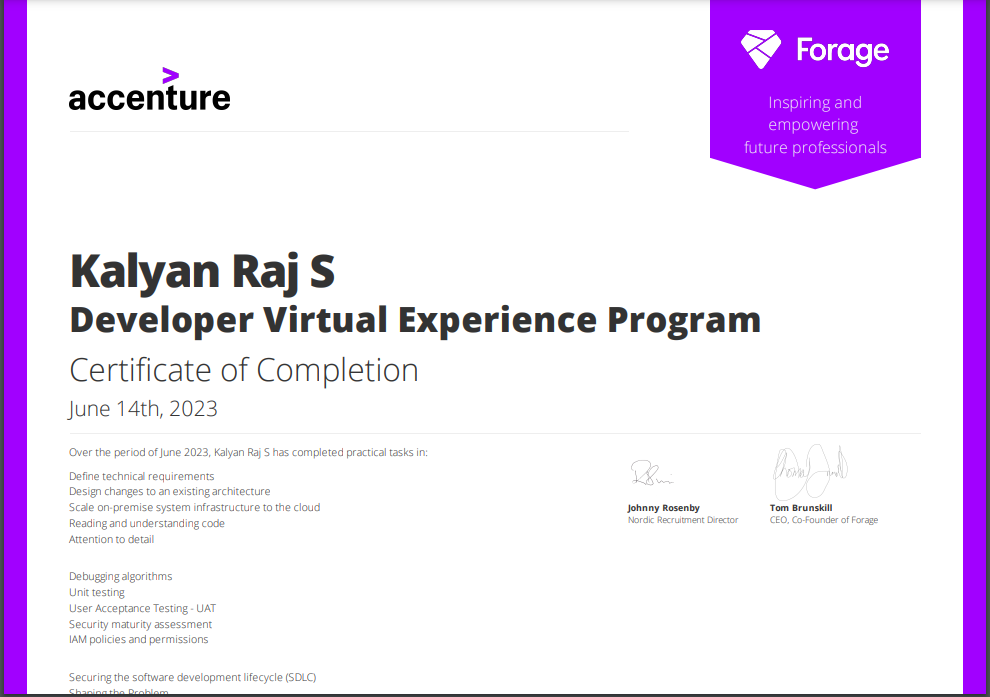 accenture
Forage
Inspiring and
empowering
future professionals
Kalyan Raj S
Developer Virtual Experience Program
Certificate of Completion
June 14th, 2023
Over the period of June 2023, Kalyan Raj S has completed practical tasks in:
Define technical requirements
Design changes to an existing architecture
Scale on-premise system infrastructure to the cloud
Reading and understanding code
Attention to detail
Debugging algorithms
Unit testing
User Acceptance Testing - UAT
Security maturity assessment
IAM policies and permissions
Securing the software development lifecycle (SDLC)
Shaping the Problem
Johnny Rosenby
Nordic Recruitment Director
Tom Brunskill
CEO, Co-Founder of Forage